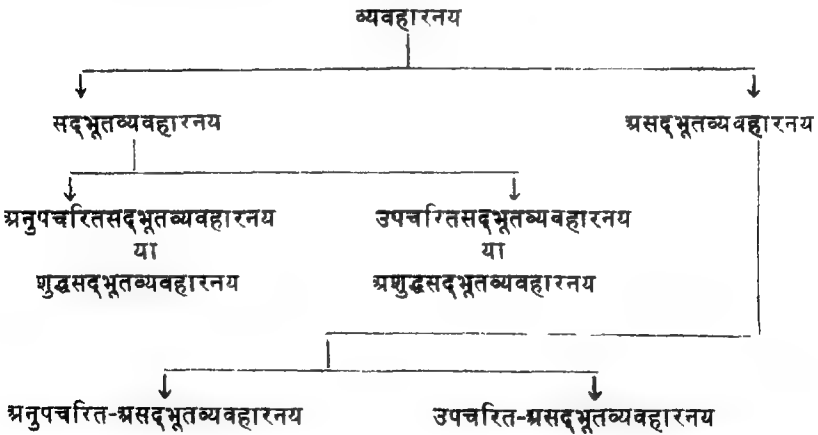 व्यवहारनय
सद्भूतव्यवहारनय असद्भूतव्यवहारनय
अनुपचरितसद्भूतव्यवहारनय उपचरितसद्भूतव्यवहारनय
या या
शुद्धसद्भूतव्यवहारनय अशुद्धसद्भूतव्यवहारनय
अनुपचरित-असद्भूतव्यवहारनय उपचरित-असद्भूतव्यवहारनय